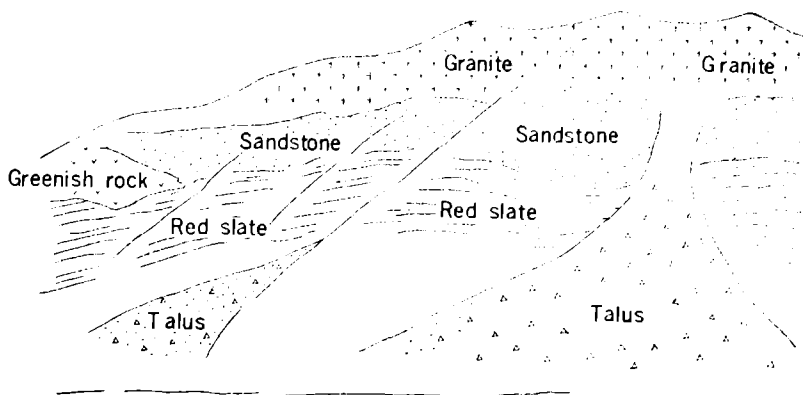 Granite
Granite
Sandstone
Sandstone
Greenish rock
Red slate
Red slate
Talus
Talus